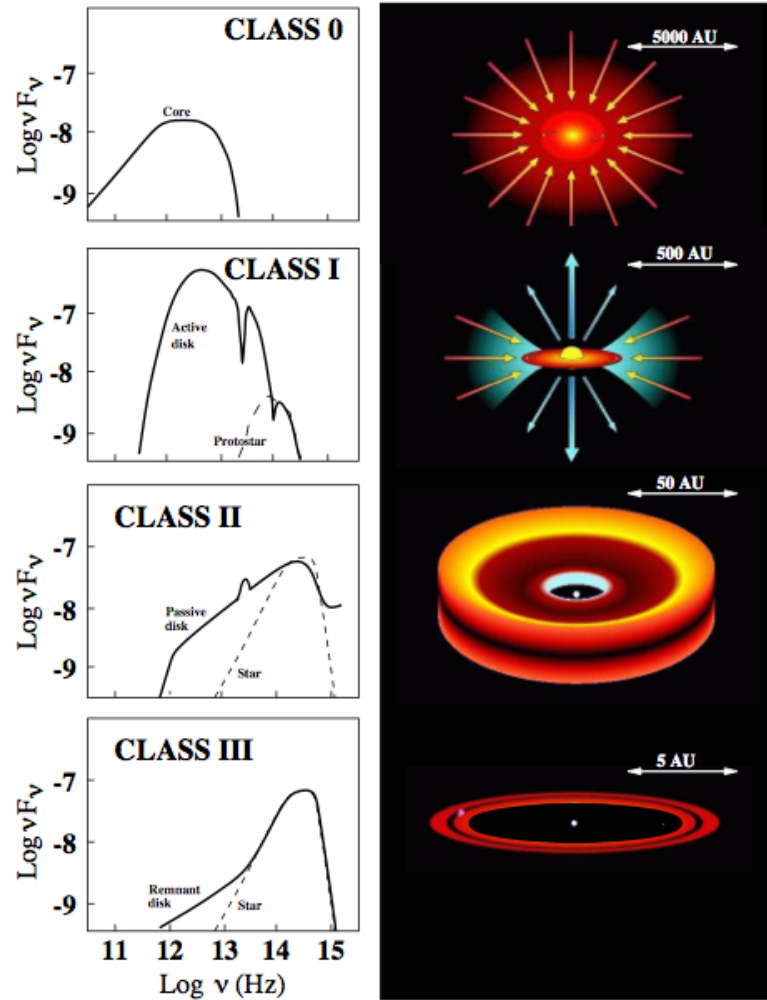 CLASS 0
5000 AU
-7
-8
-9
Log νFν
Core
CLASS I
500 AU
-7
-8
-9
Log νFν
Active
disk
Protostar
CLASS II
50 AU
-7
-8
-9
Log νFν
Passive
disk
Star
CLASS III
5 AU
-7
-8
-9
Log νFν
Remnant
disk
Star
11 12 13 14 15
Log ν (Hz)